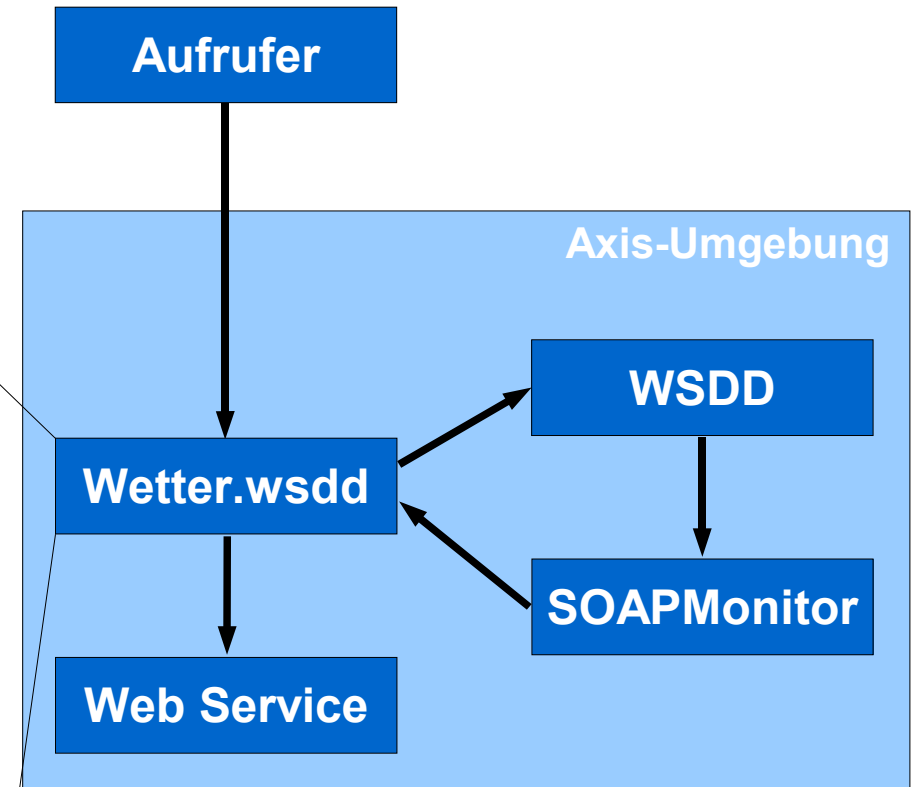 Aufrufer
Axis-Umgebung
WSDD
Wetter.wsdd
SOAPMonitor
Web Service